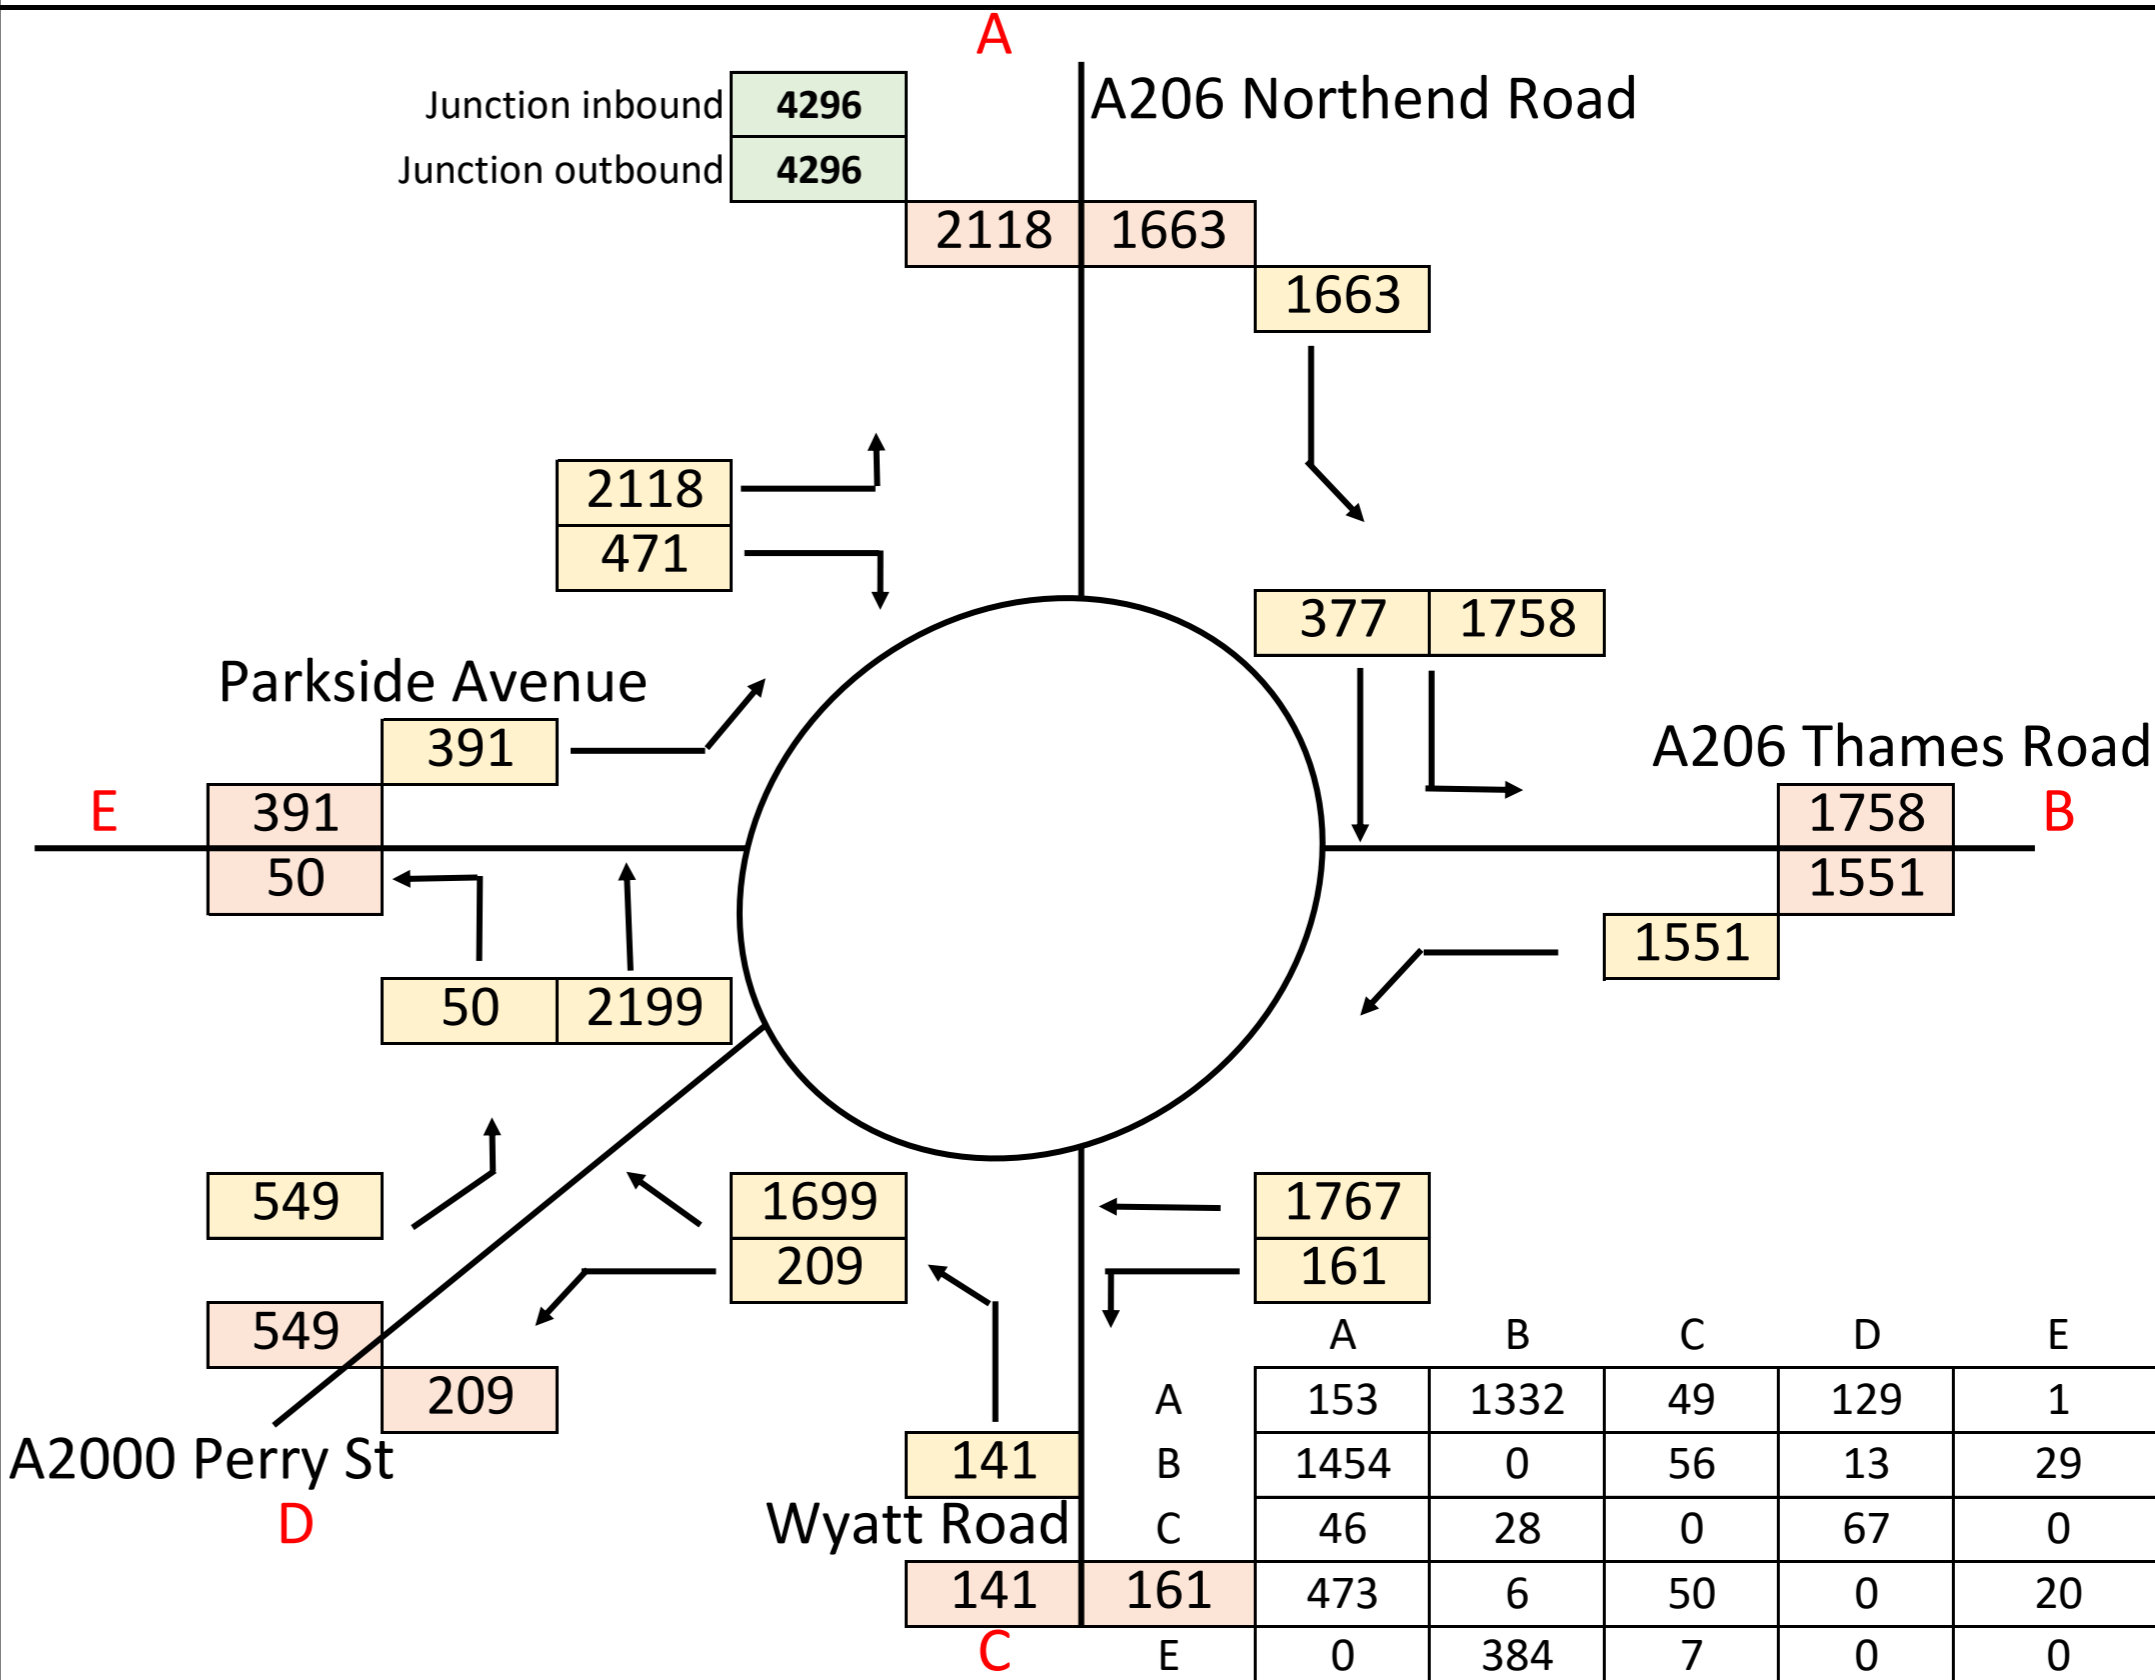 A
Junction inbound 4296 A206 Northend Road
Junction outbound 4296
2118 1663
1663
2118
471
377 1758
Parkside Avenue
391 A206 Thames Road
E 391 1758 B
50 1551
1551
50 2199
549 1699 1767
209 161
549 A B C D E
209 A 153 1332 49 129 1
A2000 Perry St 141 B 1454 0 56 13 29
D Wyatt Road C 46 28 0 67 0
141 161 473 6 50 0 20
C E 0 384 7 0 0